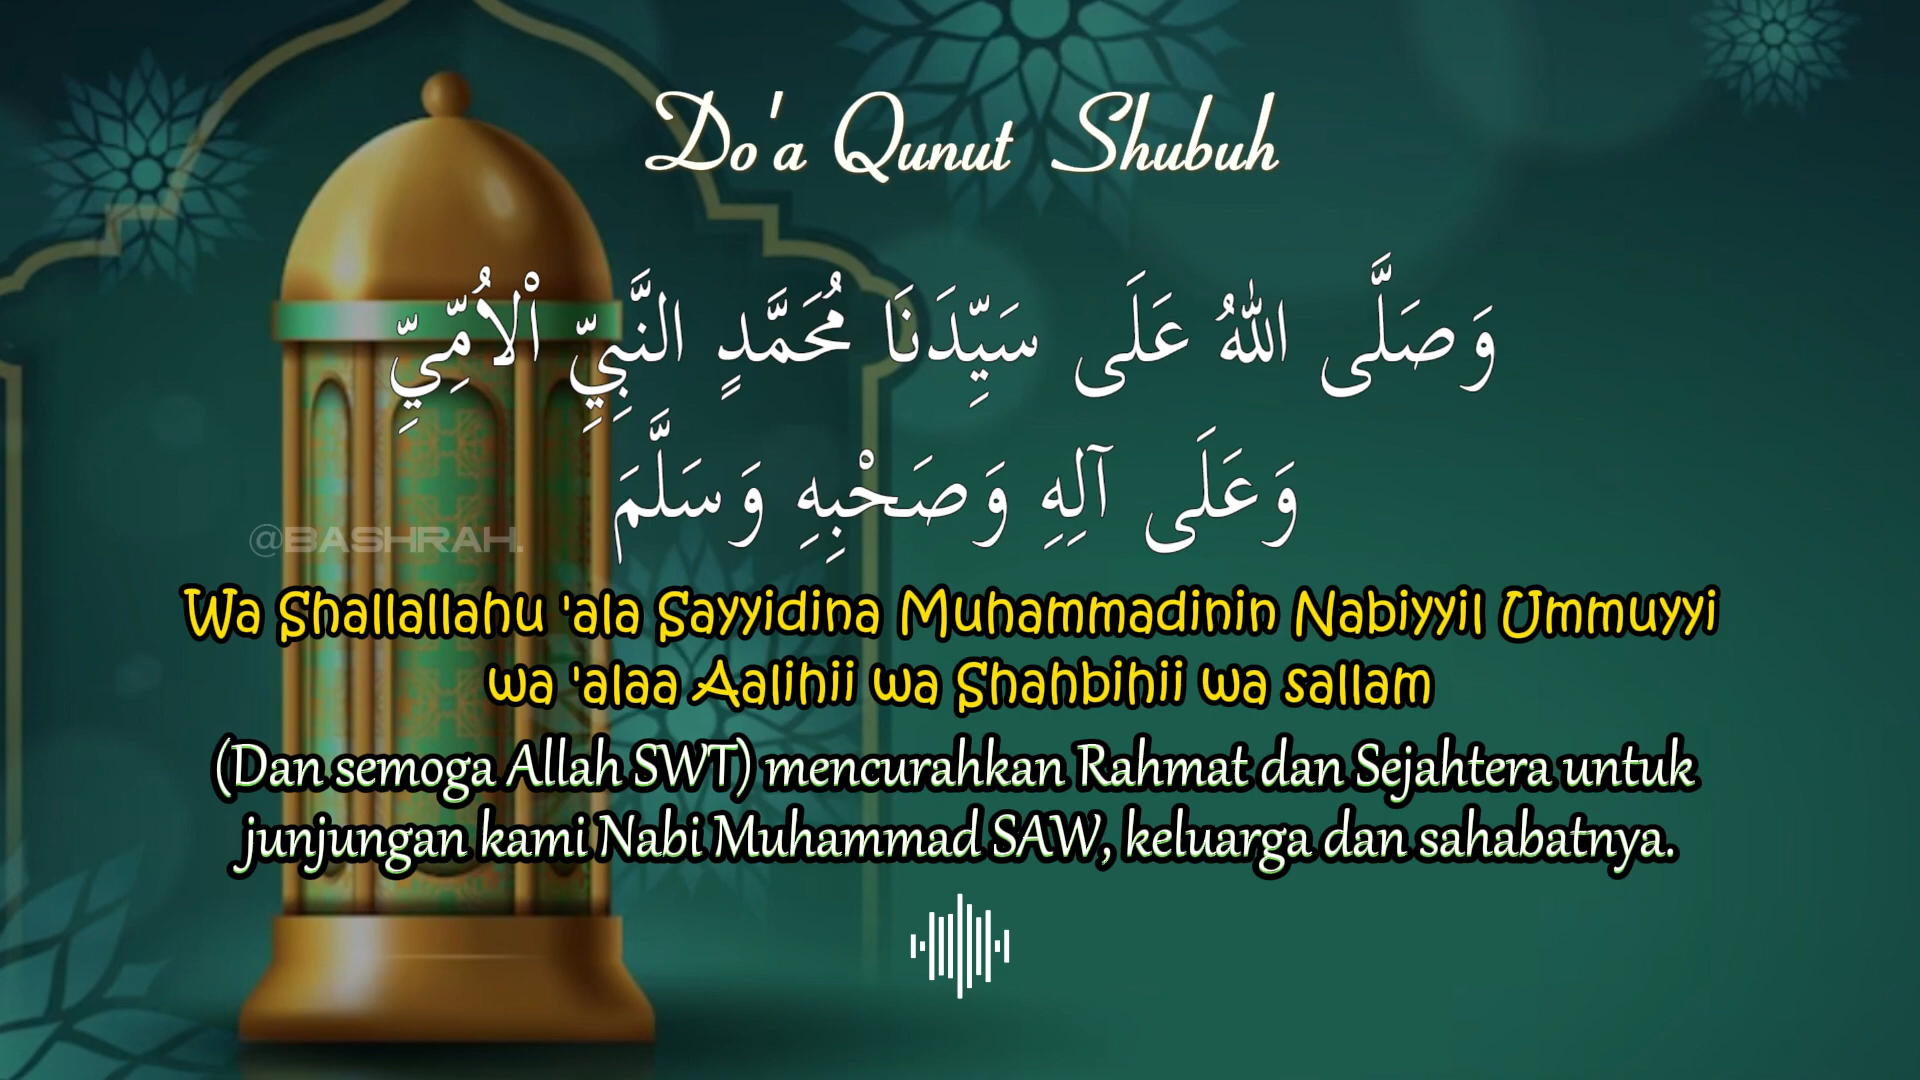 Do'a Qunut Shubuh
وَصَلَّى اللهُ عَلَى سَيِّدَنَا مُحَمَّدٍ النَّبِيِّ اْلاُمِّيِّ
وَعَلَى آلِهِ وَصَحْبِهِ وَسَلَّمَ
@BASHRAH.
Wa Shallallahu 'ala Sayyidina Muhammadinin Nabiyyil Ummuyyi
wa 'alaa Aalihii wa Shahbihii wa sallam
(Dan semoga Allah SWT) mencurahkan Rahmat dan Sejahtera untuk
junjungan kami Nabi Muhammad SAW, keluarga dan sahabatnya.